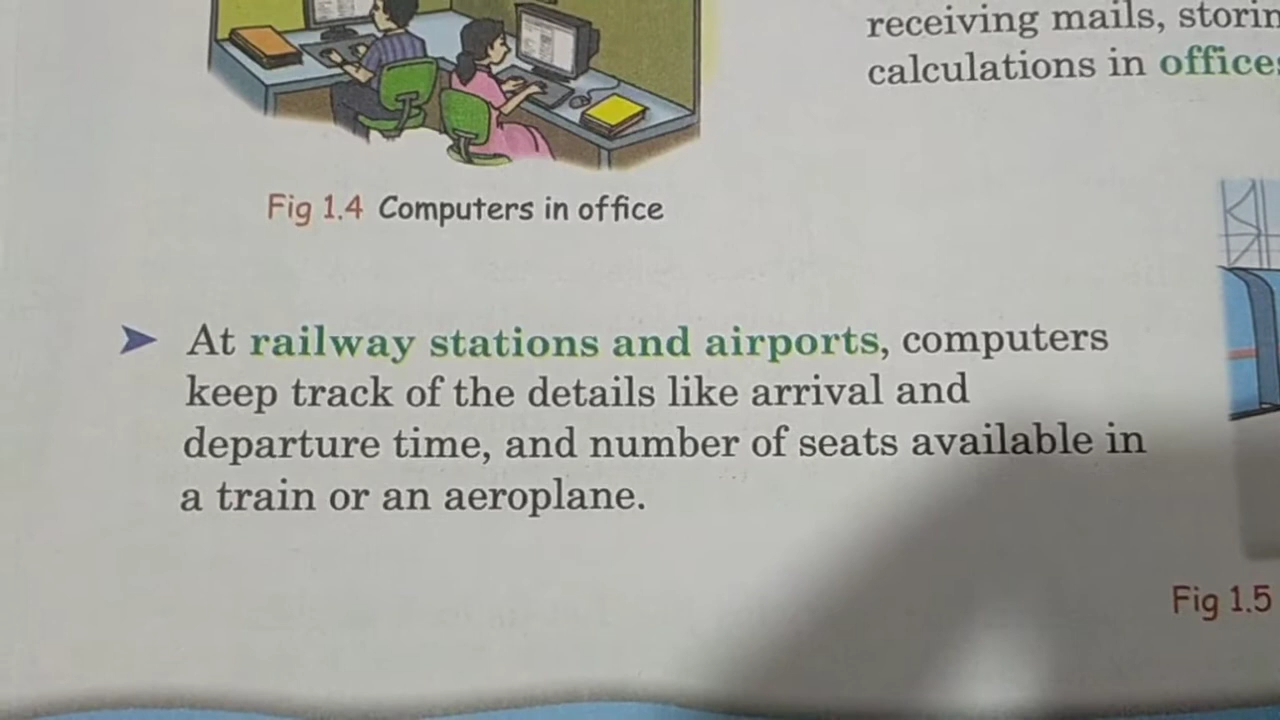 receiving mails,
calculations in
Fig 1.4 Computers in office
➤ At railway stations and airports, computers
keep track of the details like arrival and
departure time, and number of seats available in
a train or an aeroplane.
Fig 1.5